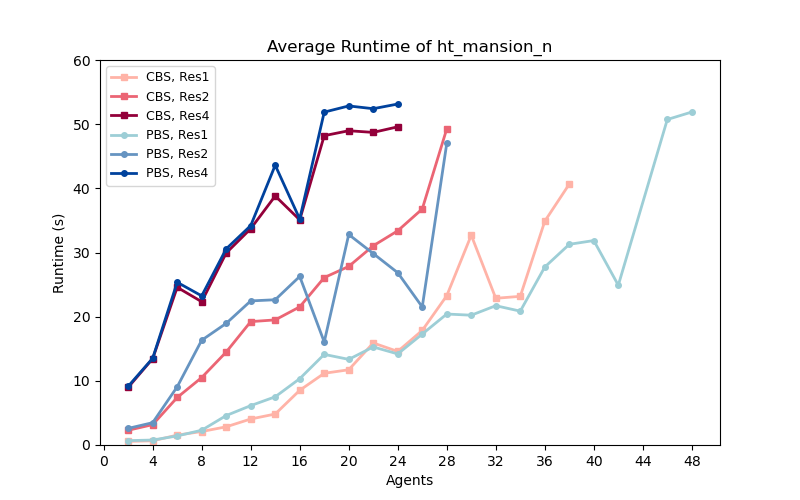 Average Runtime of ht_mansion_n
60
50
40
30
20
10
0
Runtime (s)
CBS, Res1
CBS, Res2
CBS, Res4
PBS, Res1
PBS, Res2
PBS, Res4
0 4 8 12 16 20 24 28 32 36 40 44 48
Agents